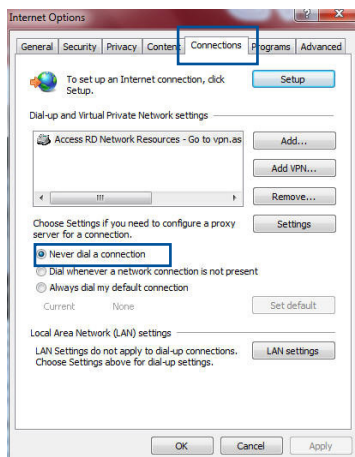 Internet Options
General Security Privacy Content Connections Programs Advanced
To set up an Internet connection, click Setup.
Setup
Dial-up and Virtual Private Network settings
Access RD Network Resources - Go to vpn.as
Add...
Add VPN...
Remove...
Choose Settings if you need to configure a proxy
server for a connection.
Settings
Never dial a connection
Dial whenever a network connection is not present
Always dial my default connection
Current None
Set default
Local Area Network (LAN) settings
LAN Settings do not apply to dial-up connections.
Choose Settings above for dial-up settings.
LAN settings
OK Cancel Apply